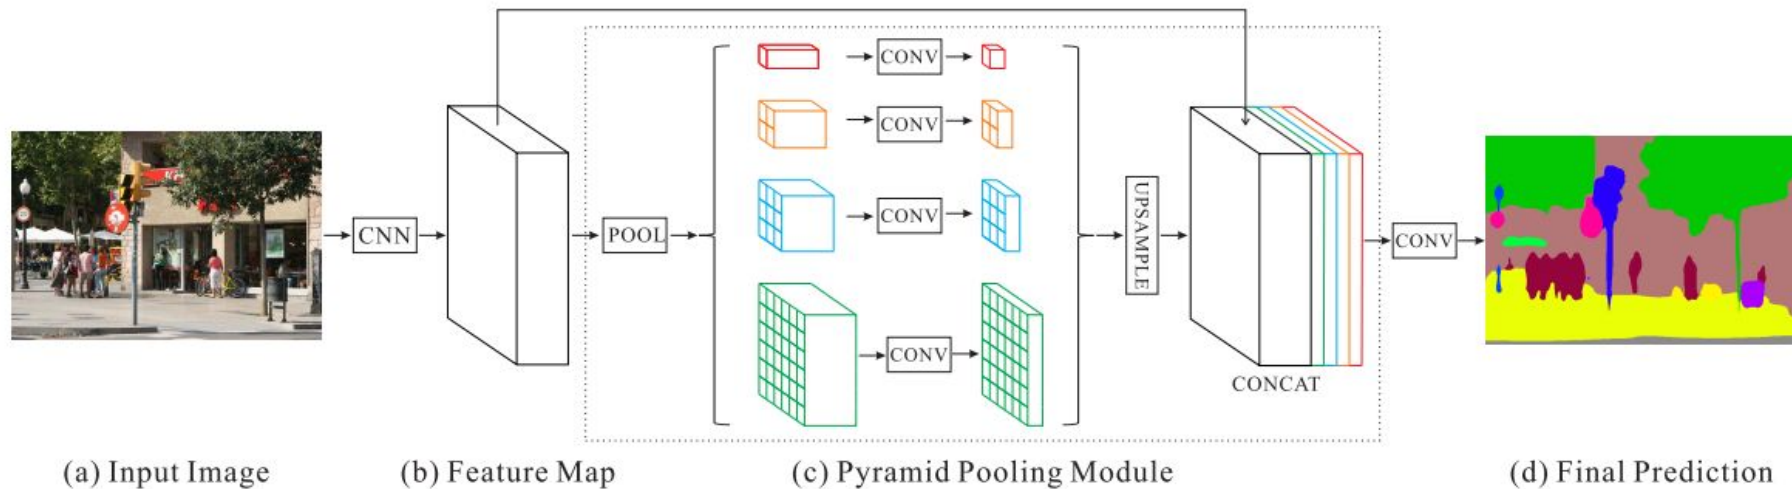 CONV
CONV
CONV
CONV
CNN
POOL
UPSAMPLE
CONCAT
CONV
(a) Input Image
(b) Feature Map
(c) Pyramid Pooling Module
(d) Final Prediction